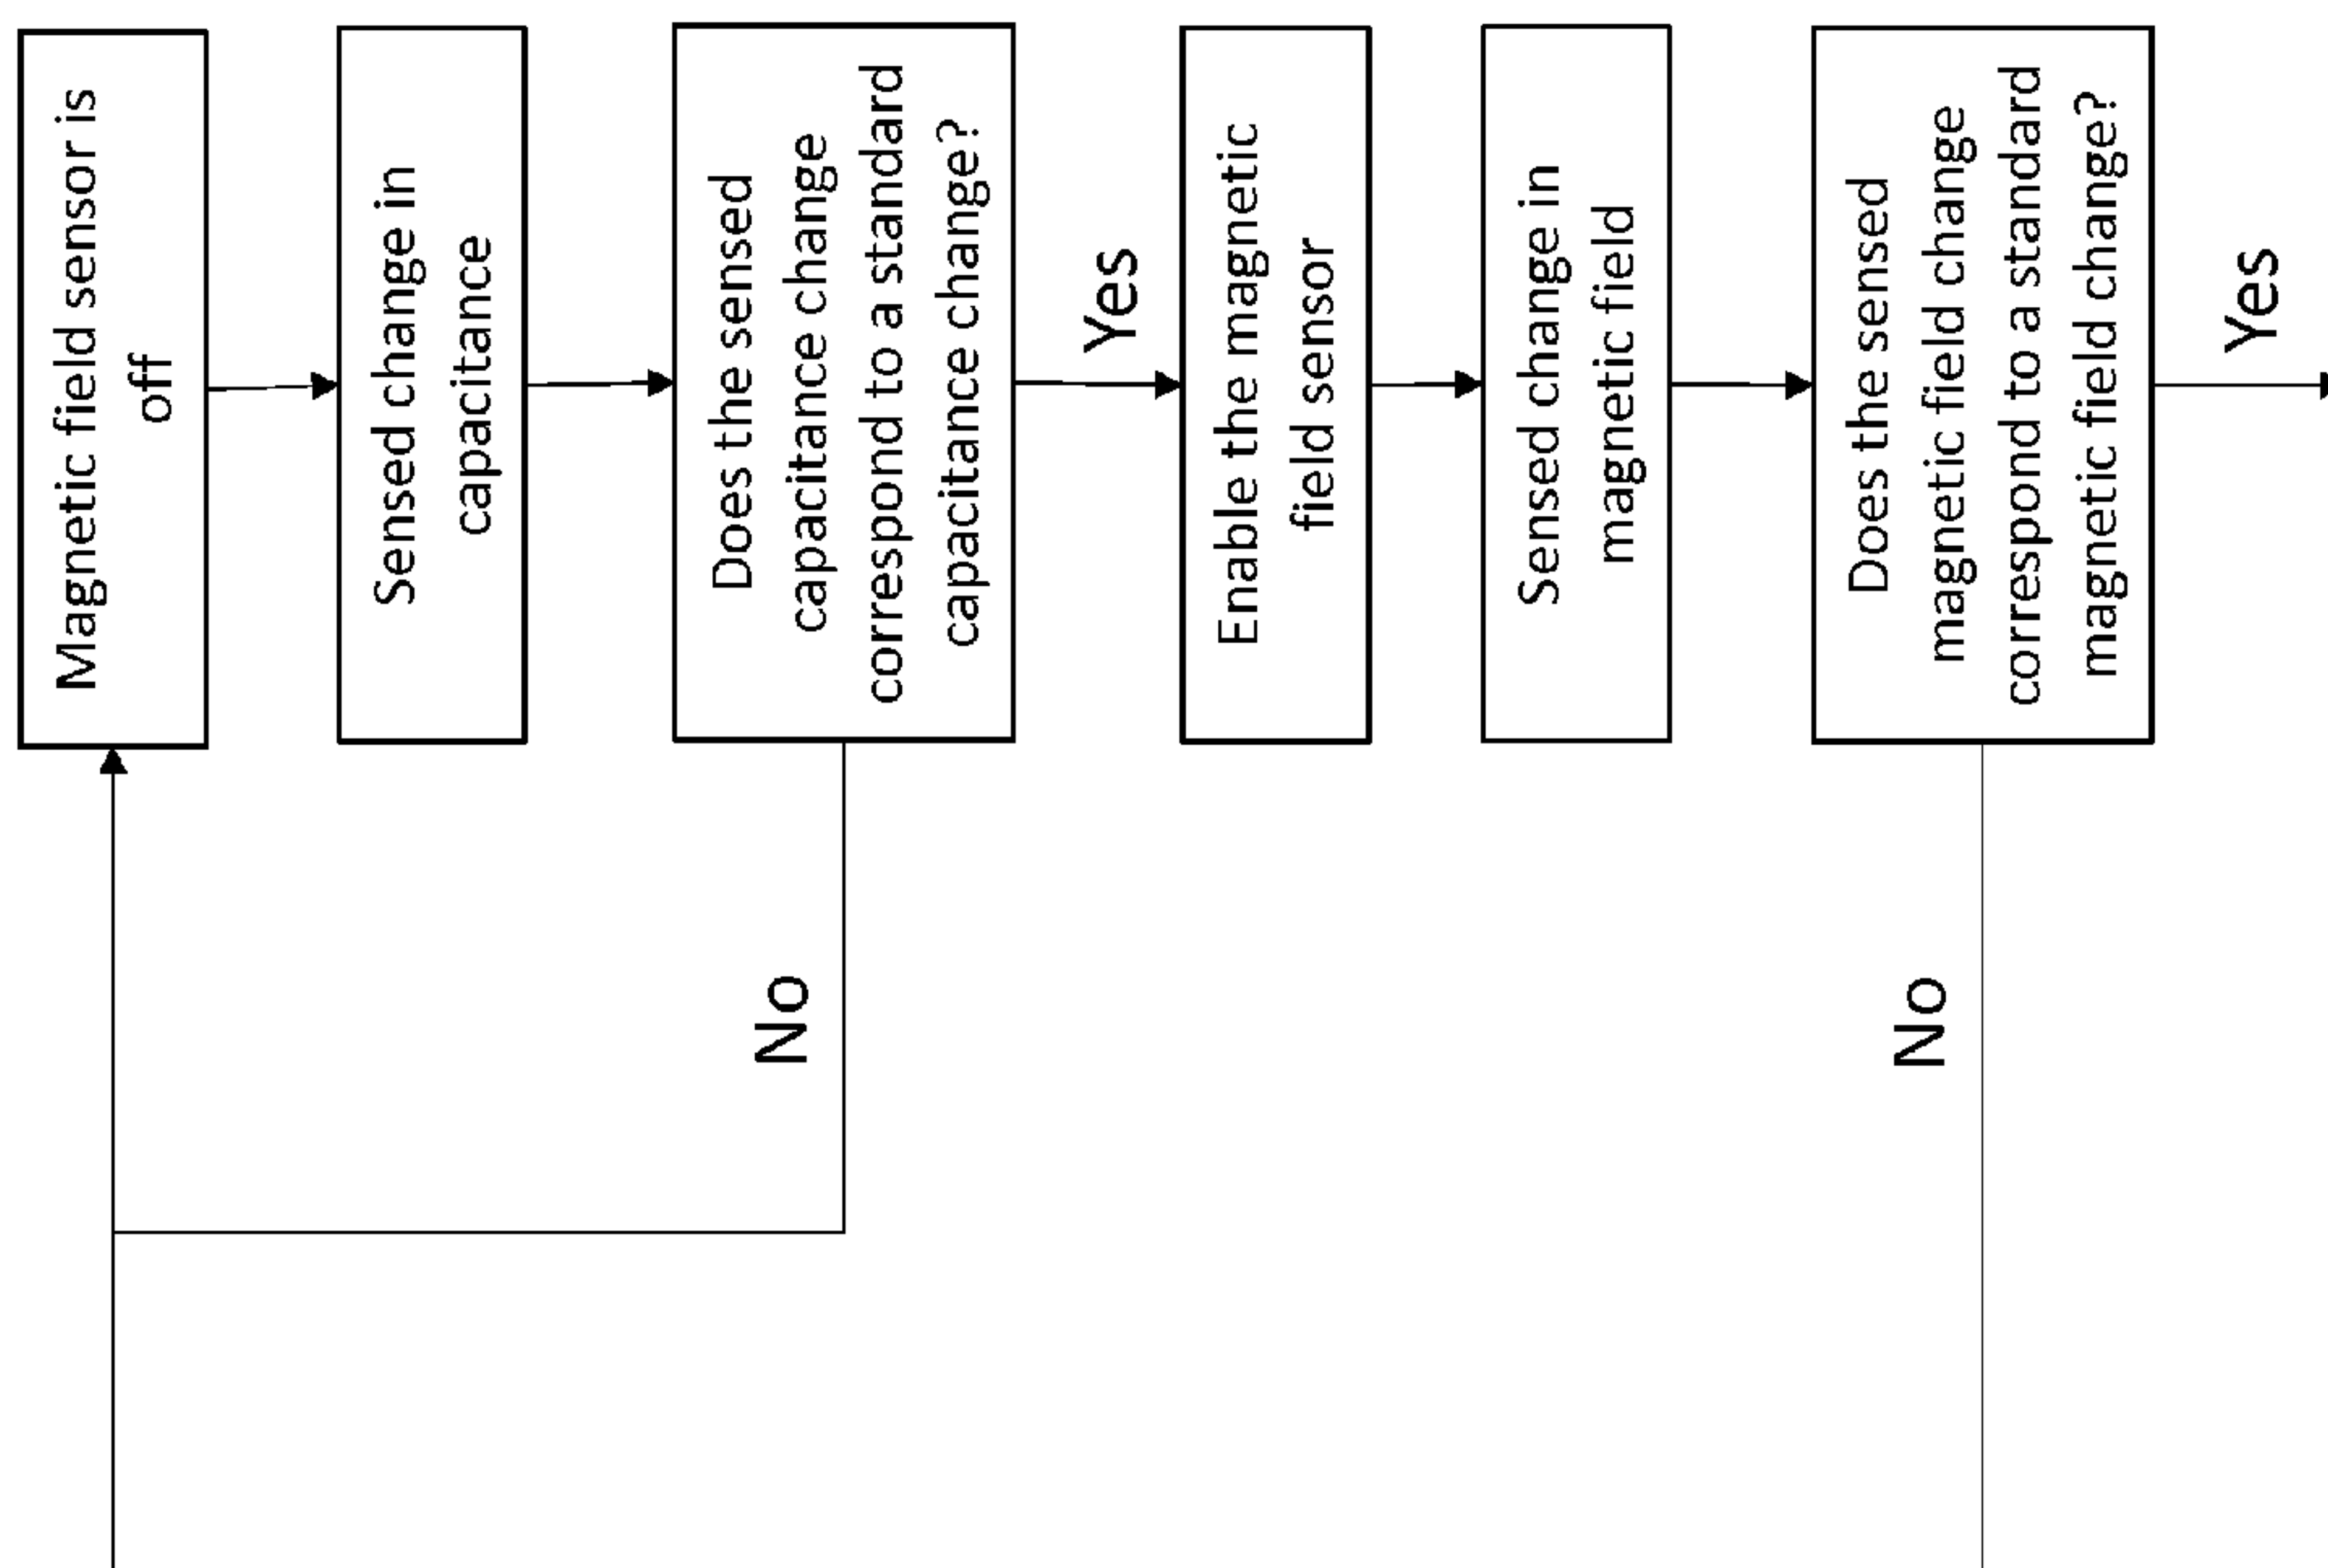 Magnetic field sensor is
off
Sensed change in
capacitance
Does the sensed
capacitance change
correspond to a standard
capacitance change?
No
Yes
Enable the magnetic
field sensor
Sensed change in
magnetic field
Does the sensed
magnetic field change
correspond to a standard
magnetic field change?
No
Yes